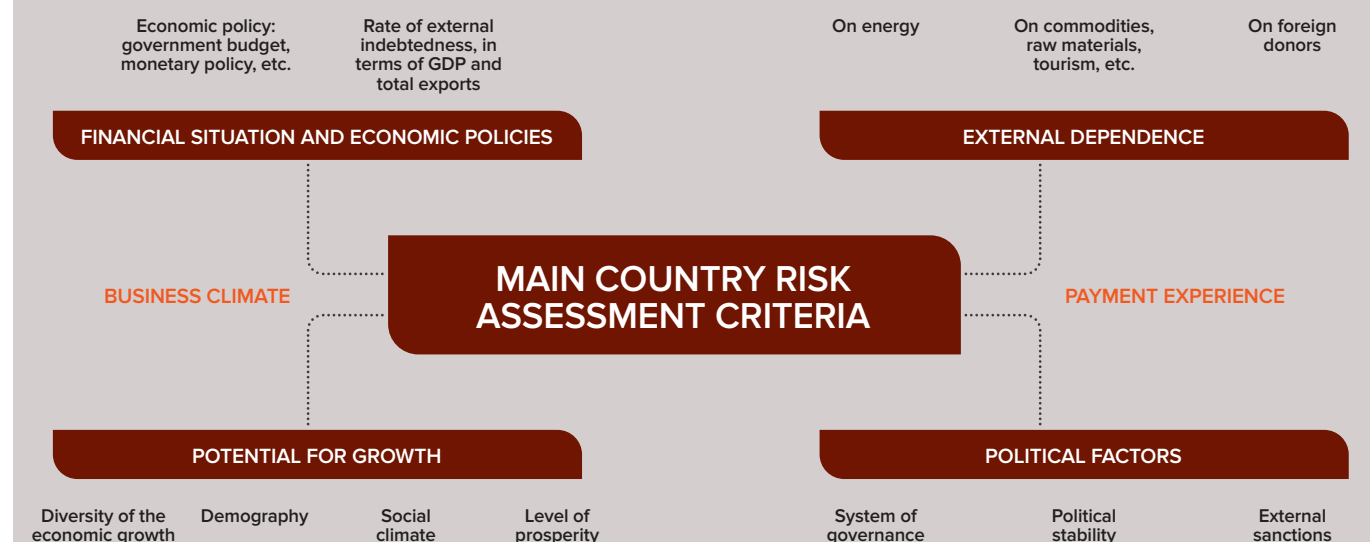 Economic policy:
government budget,
monetary policy, etc.
Rate of external
indebtedness, in
terms of GDP and
total exports
On energy
On commodities,
raw materials,
tourism, etc.
On foreign
donors
FINANCIAL SITUATION AND ECONOMIC POLICIES
EXTERNAL DEPENDENCE
MAIN COUNTRY RISK
ASSESSMENT CRITERIA
BUSINESS CLIMATE
PAYMENT EXPERIENCE
POTENTIAL FOR GROWTH
POLITICAL FACTORS
Diversity of the
economic growth
Demography
Social
climate
Level of
prosperity
System of
governance
Political
stability
External
sanctions